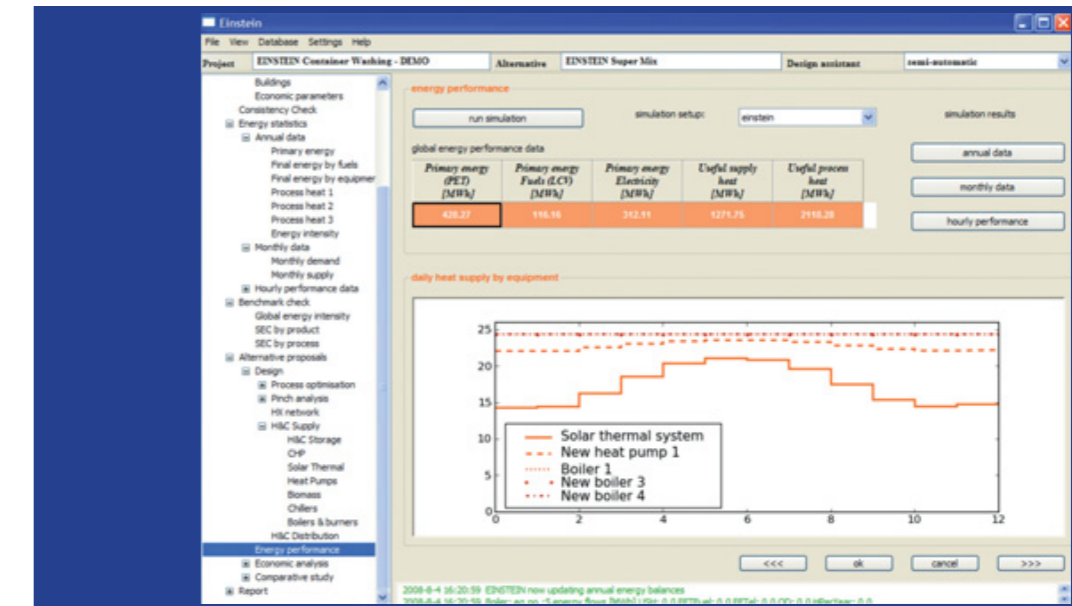 Einstein
File View Database Settings Help
Project EINSTEIN Container Washing - DEMO Alternative EINSTEIN Super Mix Design assistant semi-automatic
Buildings
Economic parameters
Consistency Check
Energy statistics
Annual data
Primary energy
Final energy by fuels
Final energy by equipmer
Process heat 1
Process heat 2
Process heat 3
Energy intensity
Monthly data
Monthly demand
Monthly supply
Hourly performance data
Benchmark check
Global energy intensity
SEC by product
SEC by process
Alternative proposals
Design
Process optimisation
Pinch analysis
HX network
H&C Supply
H&C Storage
CHP
Solar Thermal
Heat Pumps
Biomass
Chillers
Boilers & burners
H&C Distribution
Energy performance
Economic analysis
Comparative study
Report
energy performance
run simulation simulation setup: einstein simulation results
global energy performance data
Primary energy (PET) [MWh]
Primary energy Fuels (LCV) [MWh]
Primary energy Electricity [MWh]
Useful supply heat [MWh]
Useful process heat [MWh]
428.27 116.16 312.11 1271.75 2118.28
annual data
monthly data
hourly performance
daily heat supply by equipment
25
20
15
10
5
0
0 2 4 6 8 10 12
Solar thermal system
New heat pump 1
Boiler 1
New boiler 3
New boiler 4
<<< ok cancel >>>
2008-8-4 16:20:59 EINSTEIN now updating annual energy balances
2008-8-4 16:20:59